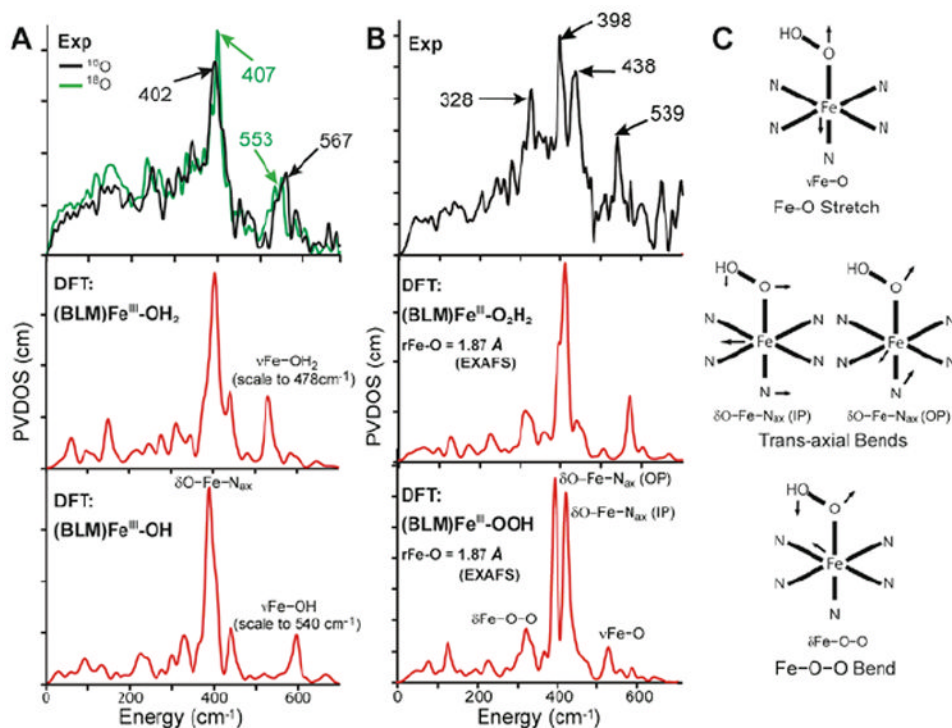 A
Exp
¹⁶O
¹⁸O
402
407
553
567
DFT:
(BLM)Feᴵᴵᴵ-OH₂
νFe–OH₂
(scale to 478cm⁻¹)
DFT:
(BLM)Feᴵᴵᴵ-OH
δO–Fe–Nₐₓ
νFe–OH
(scale to 540 cm⁻¹)
PVDOS (cm)
0 200 400 600
Energy (cm⁻¹)
B
Exp
328
398
438
539
DFT:
(BLM)Feᴵᴵᴵ-O₂H₂
rFe-O = 1.87 Å
(EXAFS)
DFT:
(BLM)Feᴵᴵᴵ-OOH
rFe-O = 1.87 Å
(EXAFS)
δO–Fe–Nₐₓ (OP)
δO–Fe–Nₐₓ (IP)
δFe–O–O
νFe–O
PVDOS (cm)
0 200 400 600
Energy (cm⁻¹)
C
HO
O
N Fe N
N N
N
νFe–O
Fe-O Stretch
HO O HO O
N N N N
Fe Fe
N N N N
N N
δO–Fe–Nₐₓ (IP) δO–Fe–Nₐₓ (OP)
Trans-axial Bends
HO
O
N N
Fe
N N
N
δFe–O–O
Fe–O–O Bend